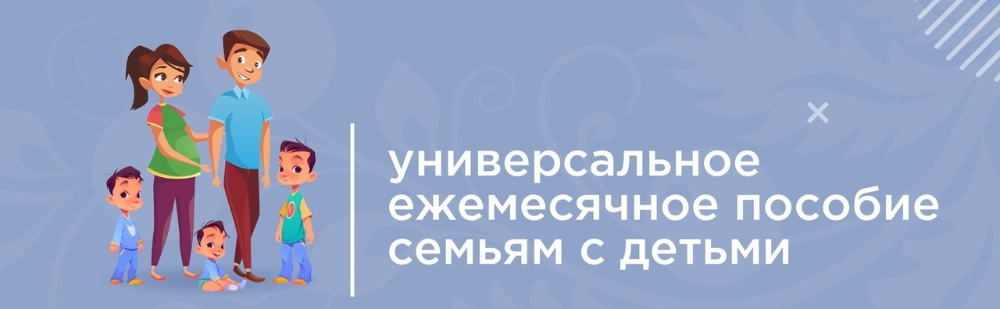 универсальное
ежемесячное пособие
семьям с детьми